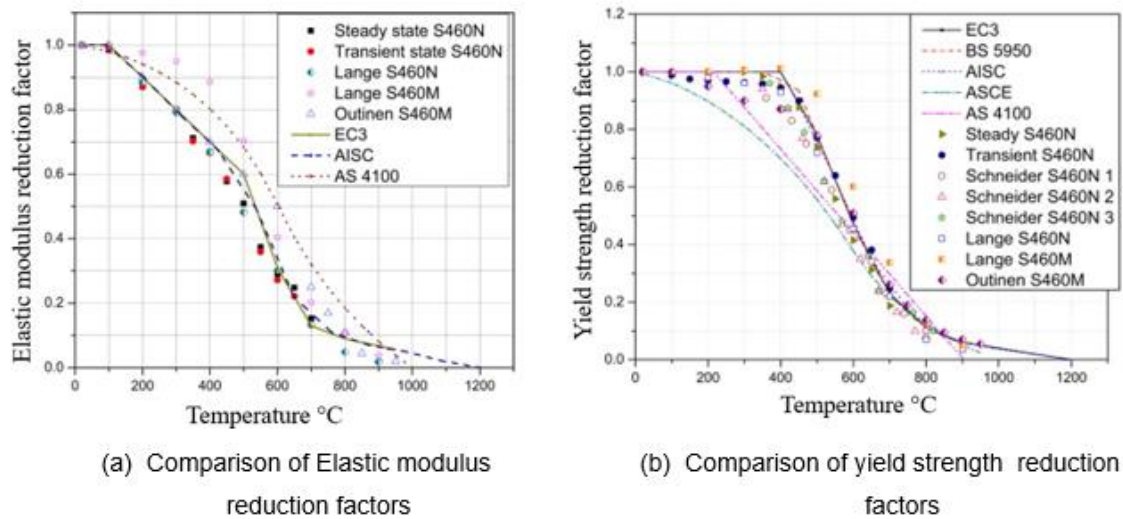 Elastic modulus reduction factor
1.0
0.8
0.6
0.4
0.2
0.0
0
200
400
600
800
1000
1200
Temperature °C
Steady state S460N
Transient state S460N
Lange S460N
Lange S460M
Outinen S460M
EC3
AISC
AS 4100
(a) Comparison of Elastic modulus
reduction factors
Yield strength reduction factor
1.2
1.0
0.8
0.6
0.4
0.2
0.0
0
200
400
600
800
1000
1200
Temperature °C
EC3
BS 5950
AISC
ASCE
AS 4100
Steady S460N
Transient S460N
Schneider S460N 1
Schneider S460N 2
Schneider S460N 3
Lange S460N
Lange S460M
Outinen S460M
(b) Comparison of yield strength reduction
factors